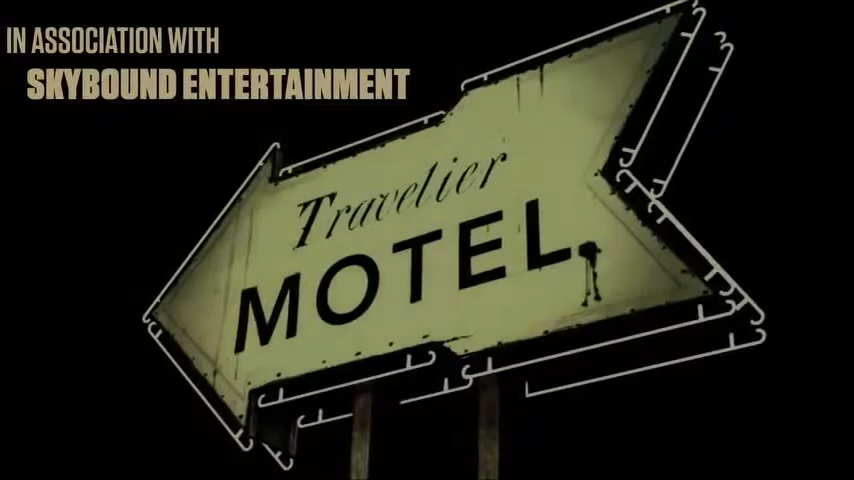 IN ASSOCIATION WITH
SKYBOUND ENTERTAINMENT
Travelier
MOTEL